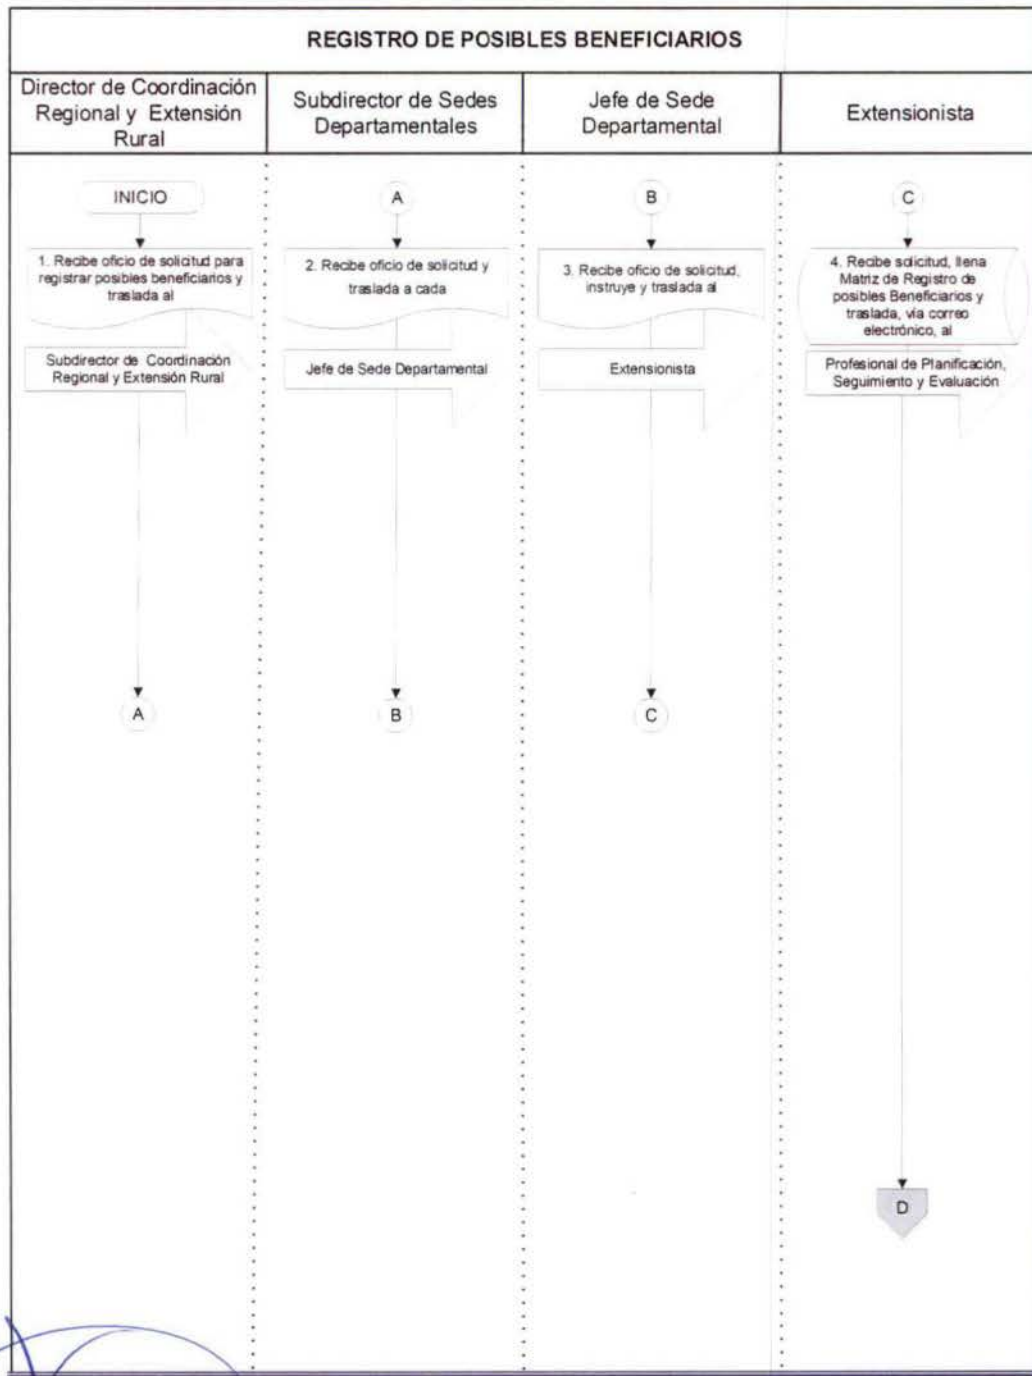 REGISTRO DE POSIBLES BENEFICIARIOS
Director de Coordinación
Regional y Extensión
Rural
Subdirector de Sedes
Departamentales
Jefe de Sede
Departamental
Extensionista
INICIO
1. Recibe oficio de solicitud para
registrar posibles beneficiarios y
traslada al
Subdirector de Coordinación
Regional y Extensión Rural
A
A
2. Recibe oficio de solicitud y
traslada a cada
Jefe de Sede Departamental
B
B
3. Recibe oficio de solicitud,
instruye y traslada al
Extensionista
C
C
4. Recibe solicitud, llena
Matriz de Registro de
posibles Beneficiarios y
traslada, vía correo
electrónico, al
Profesional de Planificación,
Seguimiento y Evaluación
D